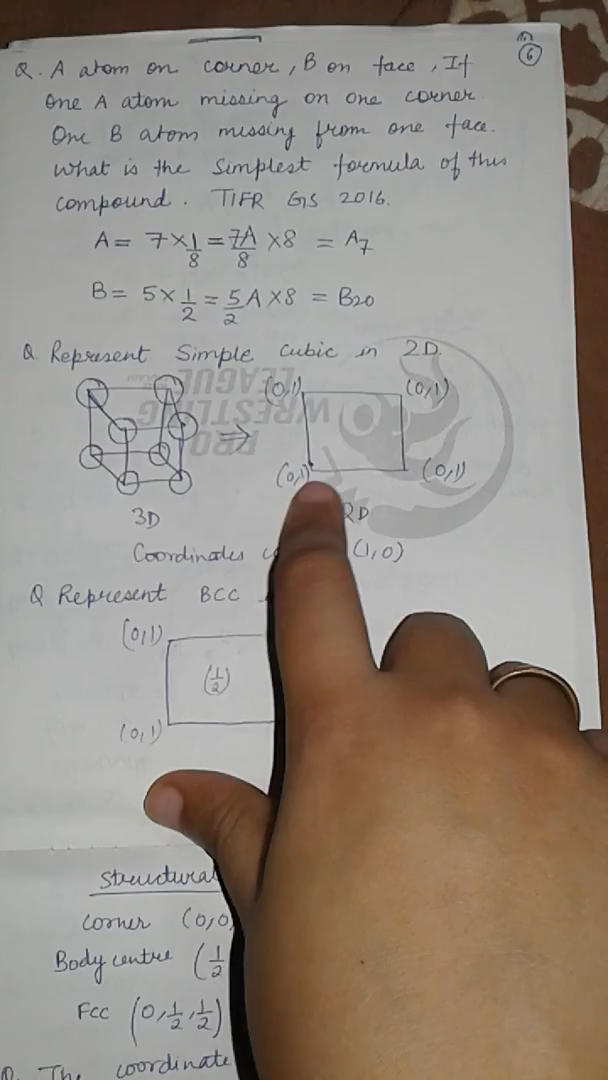 6
Q. A atom on corner, B on face, If
one A atom missing on one corner.
One B atom missing from one face.
What is the simplest formula of this
compound. TIFR GS 2016.
A = 7 × 1/8 = 7A/8 × 8 = A7
B = 5 × 1/2 = 5/2 A × 8 = B20
Q. Represent Simple Cubic in 2D.
(0,1) (0,1)
PRO WRESTLING LEAGUE
⇒
(0,1) (0,1)
3D 2D
Coordinates (1,0)
Q Represent BCC
(0,1)
(1/2)
(0,1)
Structural
Corner (0,0,
Body centre (1/2
Fcc (0,1/2,1/2)
Q. The coordinate